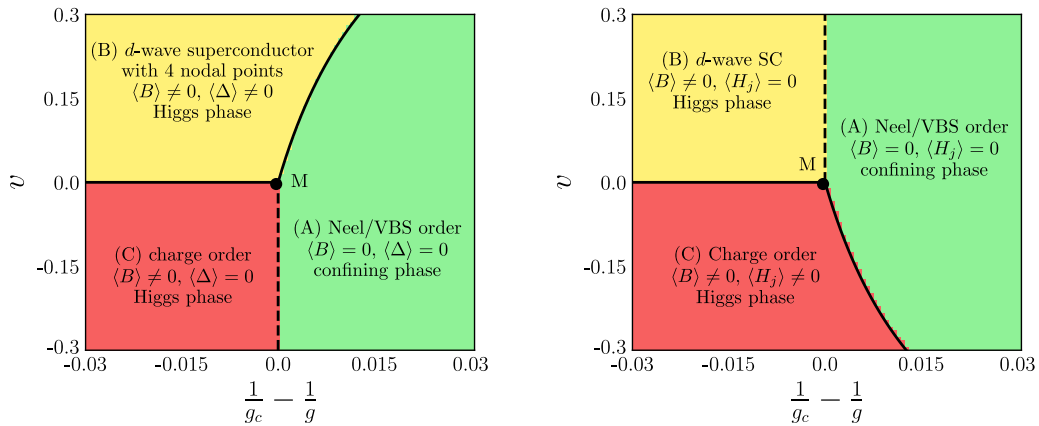 0.3
0.15
0.0
-0.15
-0.3
v
(B) d-wave superconductor
with 4 nodal points
⟨B⟩ ≠ 0, ⟨Δ⟩ ≠ 0
Higgs phase
M
(A) Neel/VBS order
⟨B⟩ = 0, ⟨Δ⟩ = 0
confining phase
(C) charge order
⟨B⟩ ≠ 0, ⟨Δ⟩ = 0
Higgs phase
-0.03 -0.015 0.0 0.015 0.03
1/g_c − 1/g
0.3
0.15
0.0
-0.15
-0.3
v
(B) d-wave SC
⟨B⟩ ≠ 0, ⟨H_j⟩ = 0
Higgs phase
(A) Neel/VBS order
⟨B⟩ = 0, ⟨H_j⟩ = 0
confining phase
M
(C) Charge order
⟨B⟩ ≠ 0, ⟨H_j⟩ ≠ 0
Higgs phase
-0.03 -0.015 0.0 0.015 0.03
1/g_c − 1/g